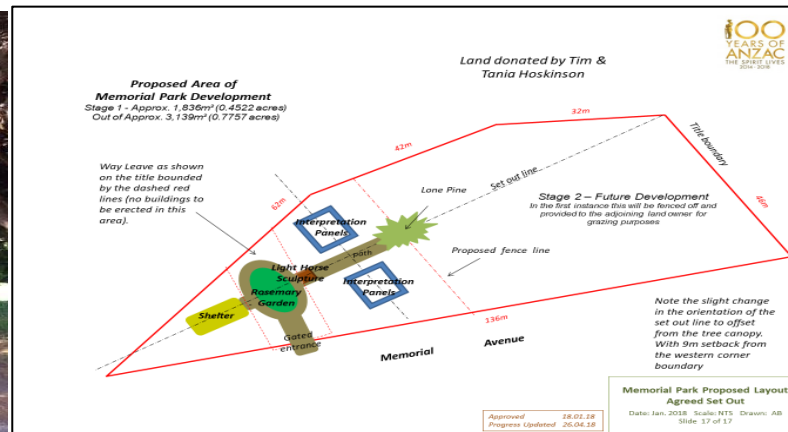 100
YEARS OF
ANZAC
THE SPIRIT LIVES
2014-2018
Land donated by Tim &
Tania Hoskinson
Proposed Area of
Memorial Park Development
Stage 1 - Approx. 1,836m² (0.4522 acres)
Out of Approx. 3,139m² (0.7757 acres)
32m
42m
Title boundary
Way Leave as shown
on the title bounded
by the dashed red
lines (no buildings to
be erected in this
area).
Set out line
Lone Pine
62m
46m
Stage 2 – Future Development
In the first instance this will be fenced off and
provided to the adjoining land owner for
grazing purposes
Interpretation
Panels
path
Proposed fence line
Light Horse
Sculpture
Interpretation
Panels
Rosemary
Garden
Shelter
136m
Gated
entrance
Memorial Avenue
Note the slight change
in the orientation of the
set out line to offset
from the tree canopy.
With 9m setback from
the western corner
boundary
Memorial Park Proposed Layout
Agreed Set Out
Date: Jan. 2018 Scale: NTS Drawn: AB
Slide 17 of 17
Approved 18.01.18
Progress Updated 26.04.18